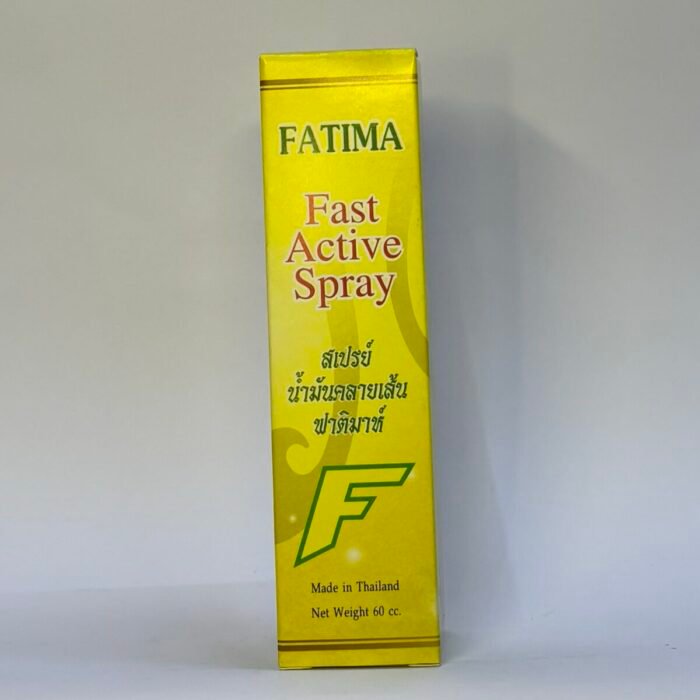 FATIMA
Fast
Active
Spray
สเปรย์
น้ำมันคลายเส้น
ฟาติมาห์
F
Made in Thailand
Net Weight 60 cc.